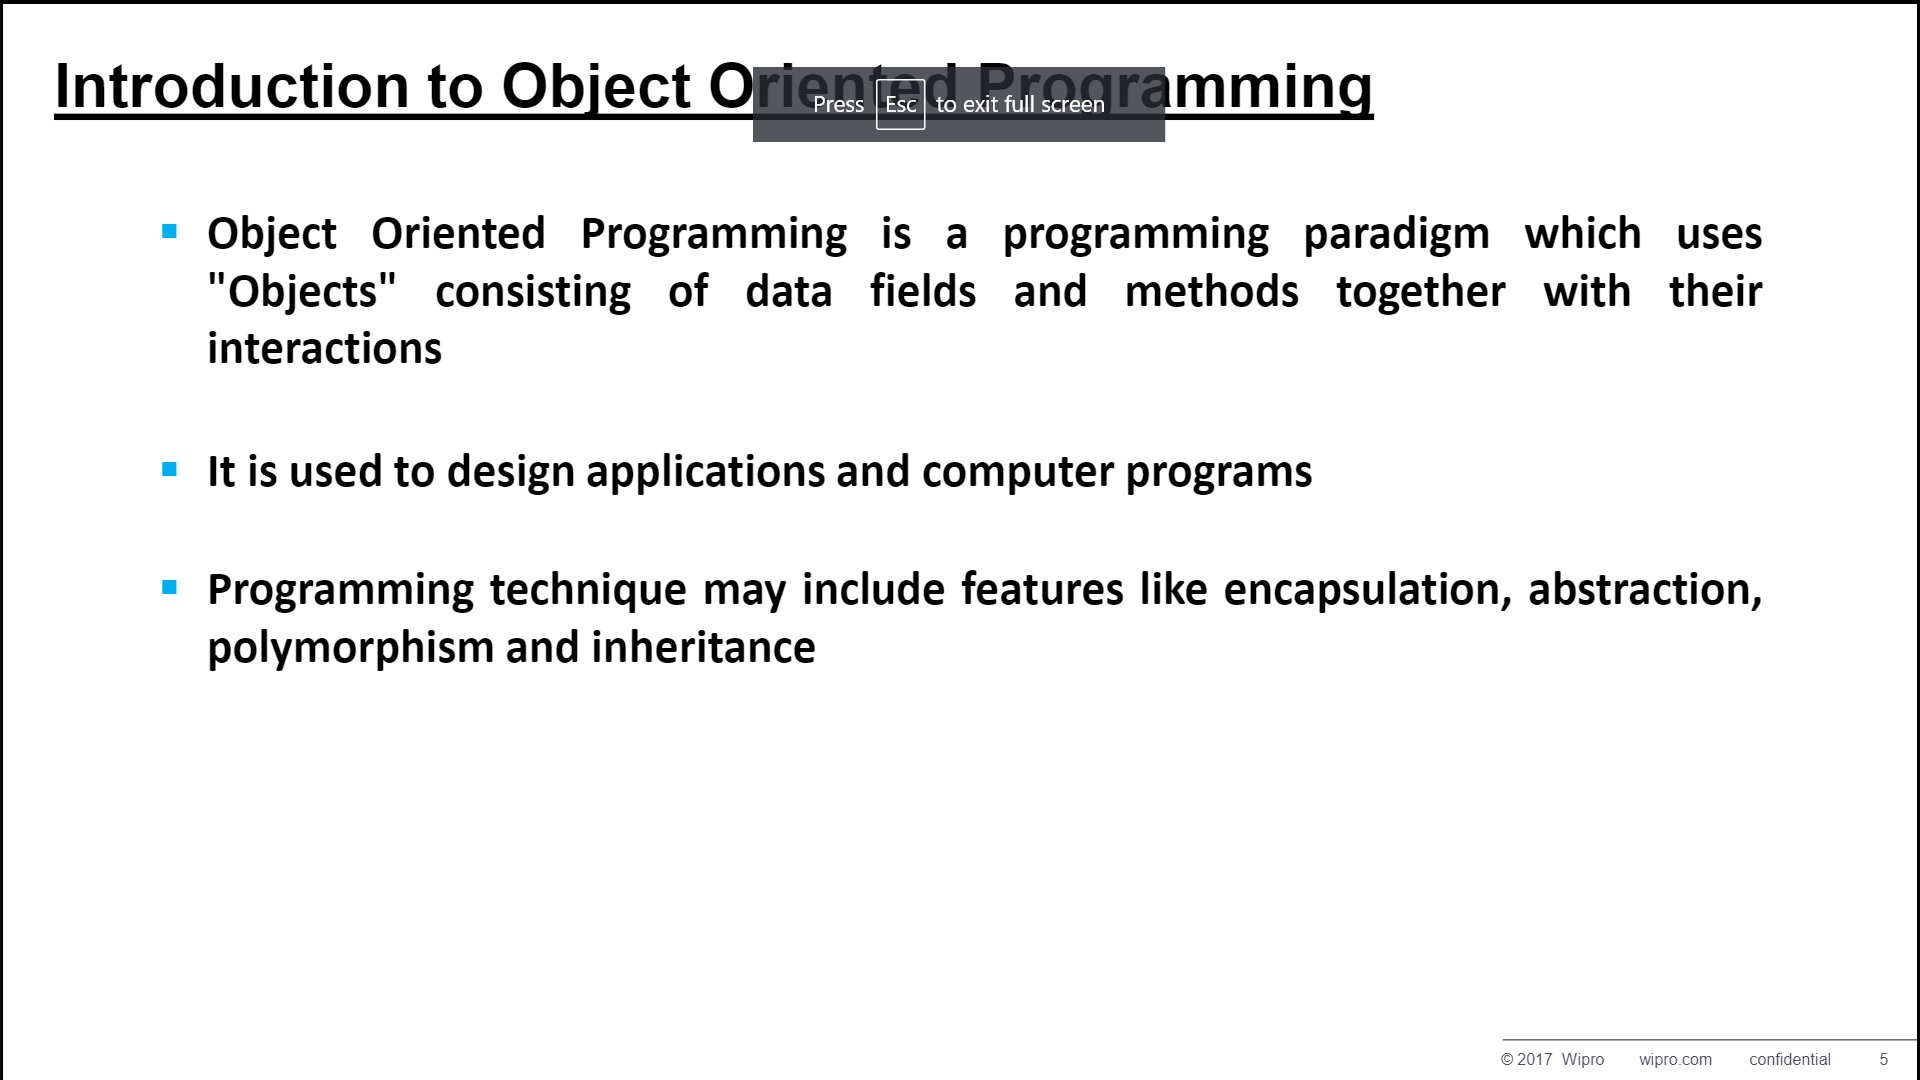 Introduction to Object Oriented Programming
Press Esc to exit full screen
Object Oriented Programming is a programming paradigm which uses
"Objects" consisting of data fields and methods together with their
interactions
It is used to design applications and computer programs
Programming technique may include features like encapsulation, abstraction,
polymorphism and inheritance
© 2017 Wipro wipro.com confidential 5